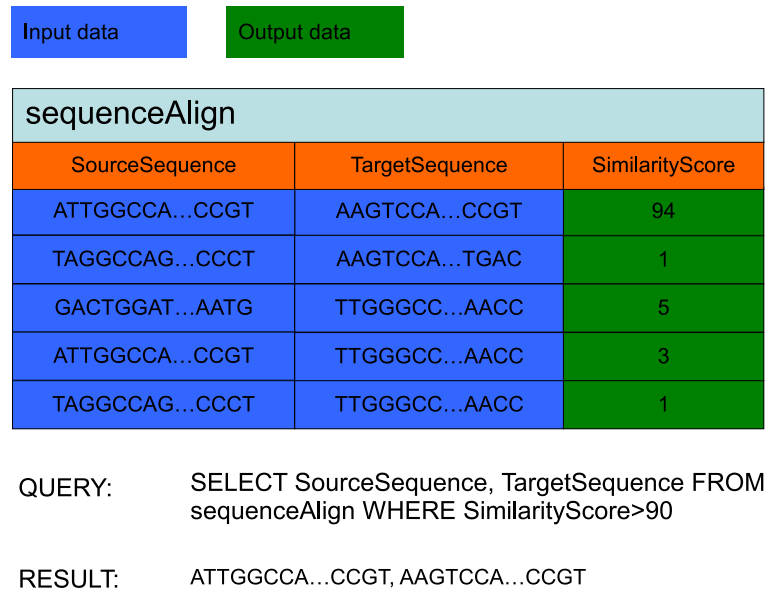 Input data Output data
sequenceAlign
SourceSequence TargetSequence SimilarityScore
ATTGGCCA...CCGT AAGTCCA...CCGT 94
TAGGCCAG...CCCT AAGTCCA...TGAC 1
GACTGGAT...AATG TTGGGCC...AACC 5
ATTGGCCA...CCGT TTGGGCC...AACC 3
TAGGCCAG...CCCT TTGGGCC...AACC 1
QUERY: SELECT SourceSequence, TargetSequence FROM
sequenceAlign WHERE SimilarityScore>90
RESULT: ATTGGCCA...CCGT, AAGTCCA...CCGT